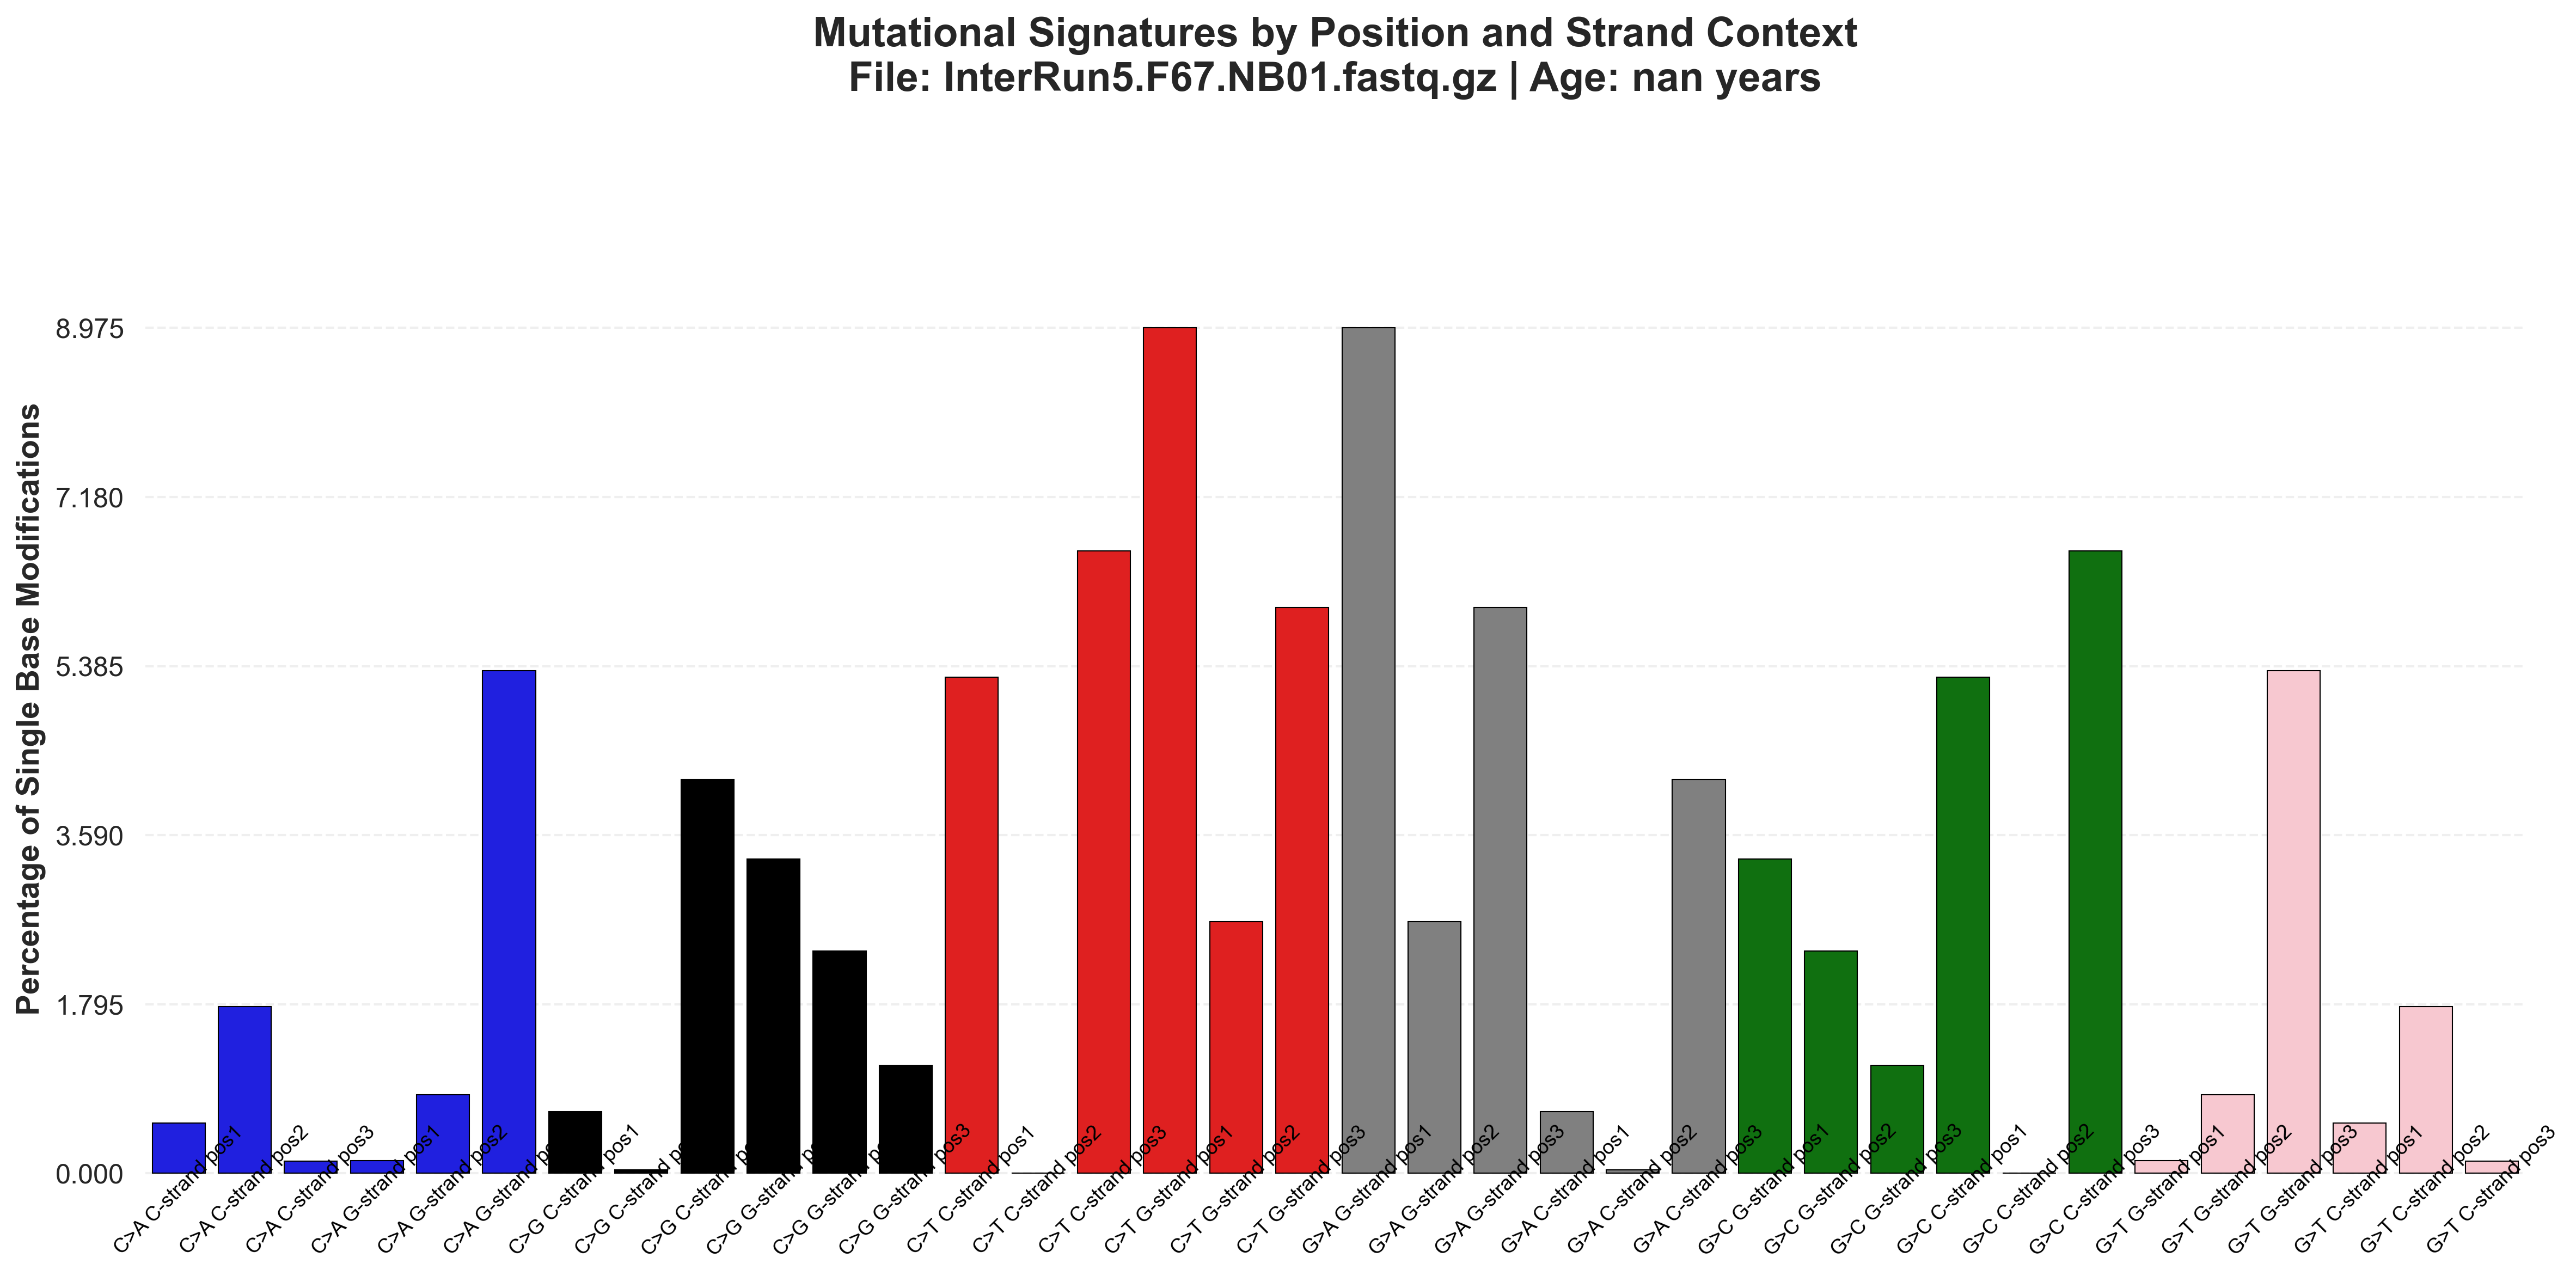 Mutational Signatures by Position and Strand Context
File: InterRun5.F67.NB01.fastq.gz | Age: nan years
Percentage of Single Base Modifications
8.975
7.180
5.385
3.590
1.795
0.000
C>A C-strand pos1
C>A C-strand pos2
C>A C-strand pos3
C>A G-strand pos1
C>A G-strand pos2
C>A G-strand
C>G C-strand pos1
C>G C-strand
C>G C-strand
C>G G-strand
C>G G-strand
C>G G-strand pos3
C>T C-strand pos1
C>T C-strand pos2
C>T C-strand pos3
C>T G-strand pos1
C>T G-strand pos2
C>T G-strand pos3
G>A G-strand pos1
G>A G-strand pos2
G>A G-strand pos3
G>A C-strand pos1
G>A C-strand pos2
G>A C-strand pos3
G>C G-strand pos1
G>C G-strand pos2
G>C G-strand pos3
G>C C-strand pos1
G>C C-strand pos2
G>C C-strand pos3
G>T G-strand pos1
G>T G-strand pos2
G>T G-strand pos3
G>T C-strand pos1
G>T C-strand pos2
G>T C-strand pos3